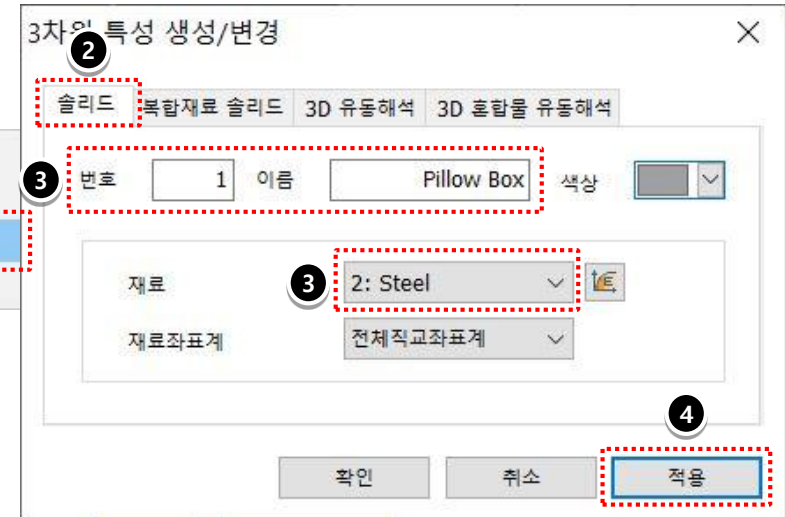 3차원 특성 생성/변경
2
솔리드 복합재료 솔리드 3D 유동해석 3D 혼합물 유동해석
3 번호 1 이름 Pillow Box 색상
재료 3 2: Steel
재료좌표계 전체직교좌표계
4
확인 취소 적용